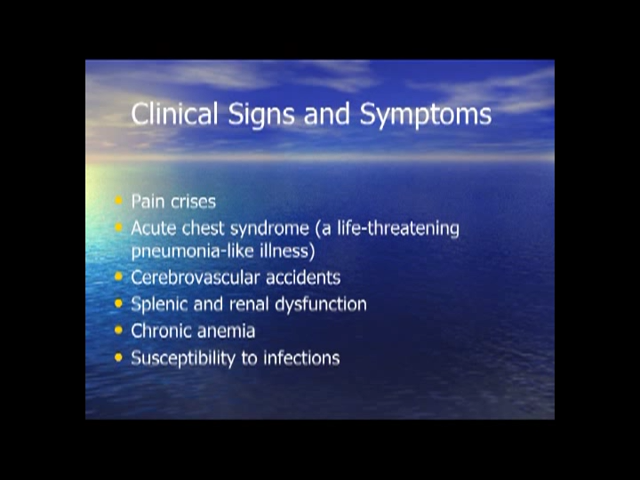 Clinical Signs and Symptoms
• Pain crises
• Acute chest syndrome (a life-threatening
pneumonia-like illness)
• Cerebrovascular accidents
• Splenic and renal dysfunction
• Chronic anemia
• Susceptibility to infections